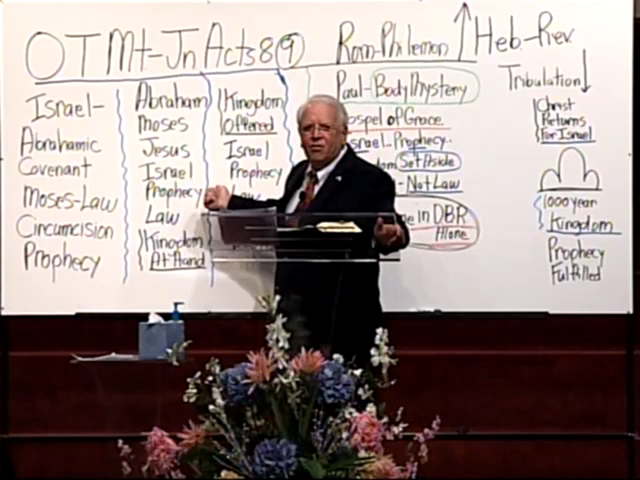 OT Mt-Jn Acts 8 9 Rom-Philemon Heb.-Rev.
Israel-
Abrahamic
Covenant
Moses-Law
Circumcision
Prophecy
Abraham
Moses
Jesus
Israel
Prophecy
Law
Kingdom
At Hand
Kingdom
Offered
Israel
Prophecy
Paul-Body Mystery
Gospel of Grace
Prophecy..
Set Aside
-Not Law
in DBR
Alone
Tribulation
Christ
Returns
For Israel
1000 year
Kingdom
Prophecy
Fulfilled